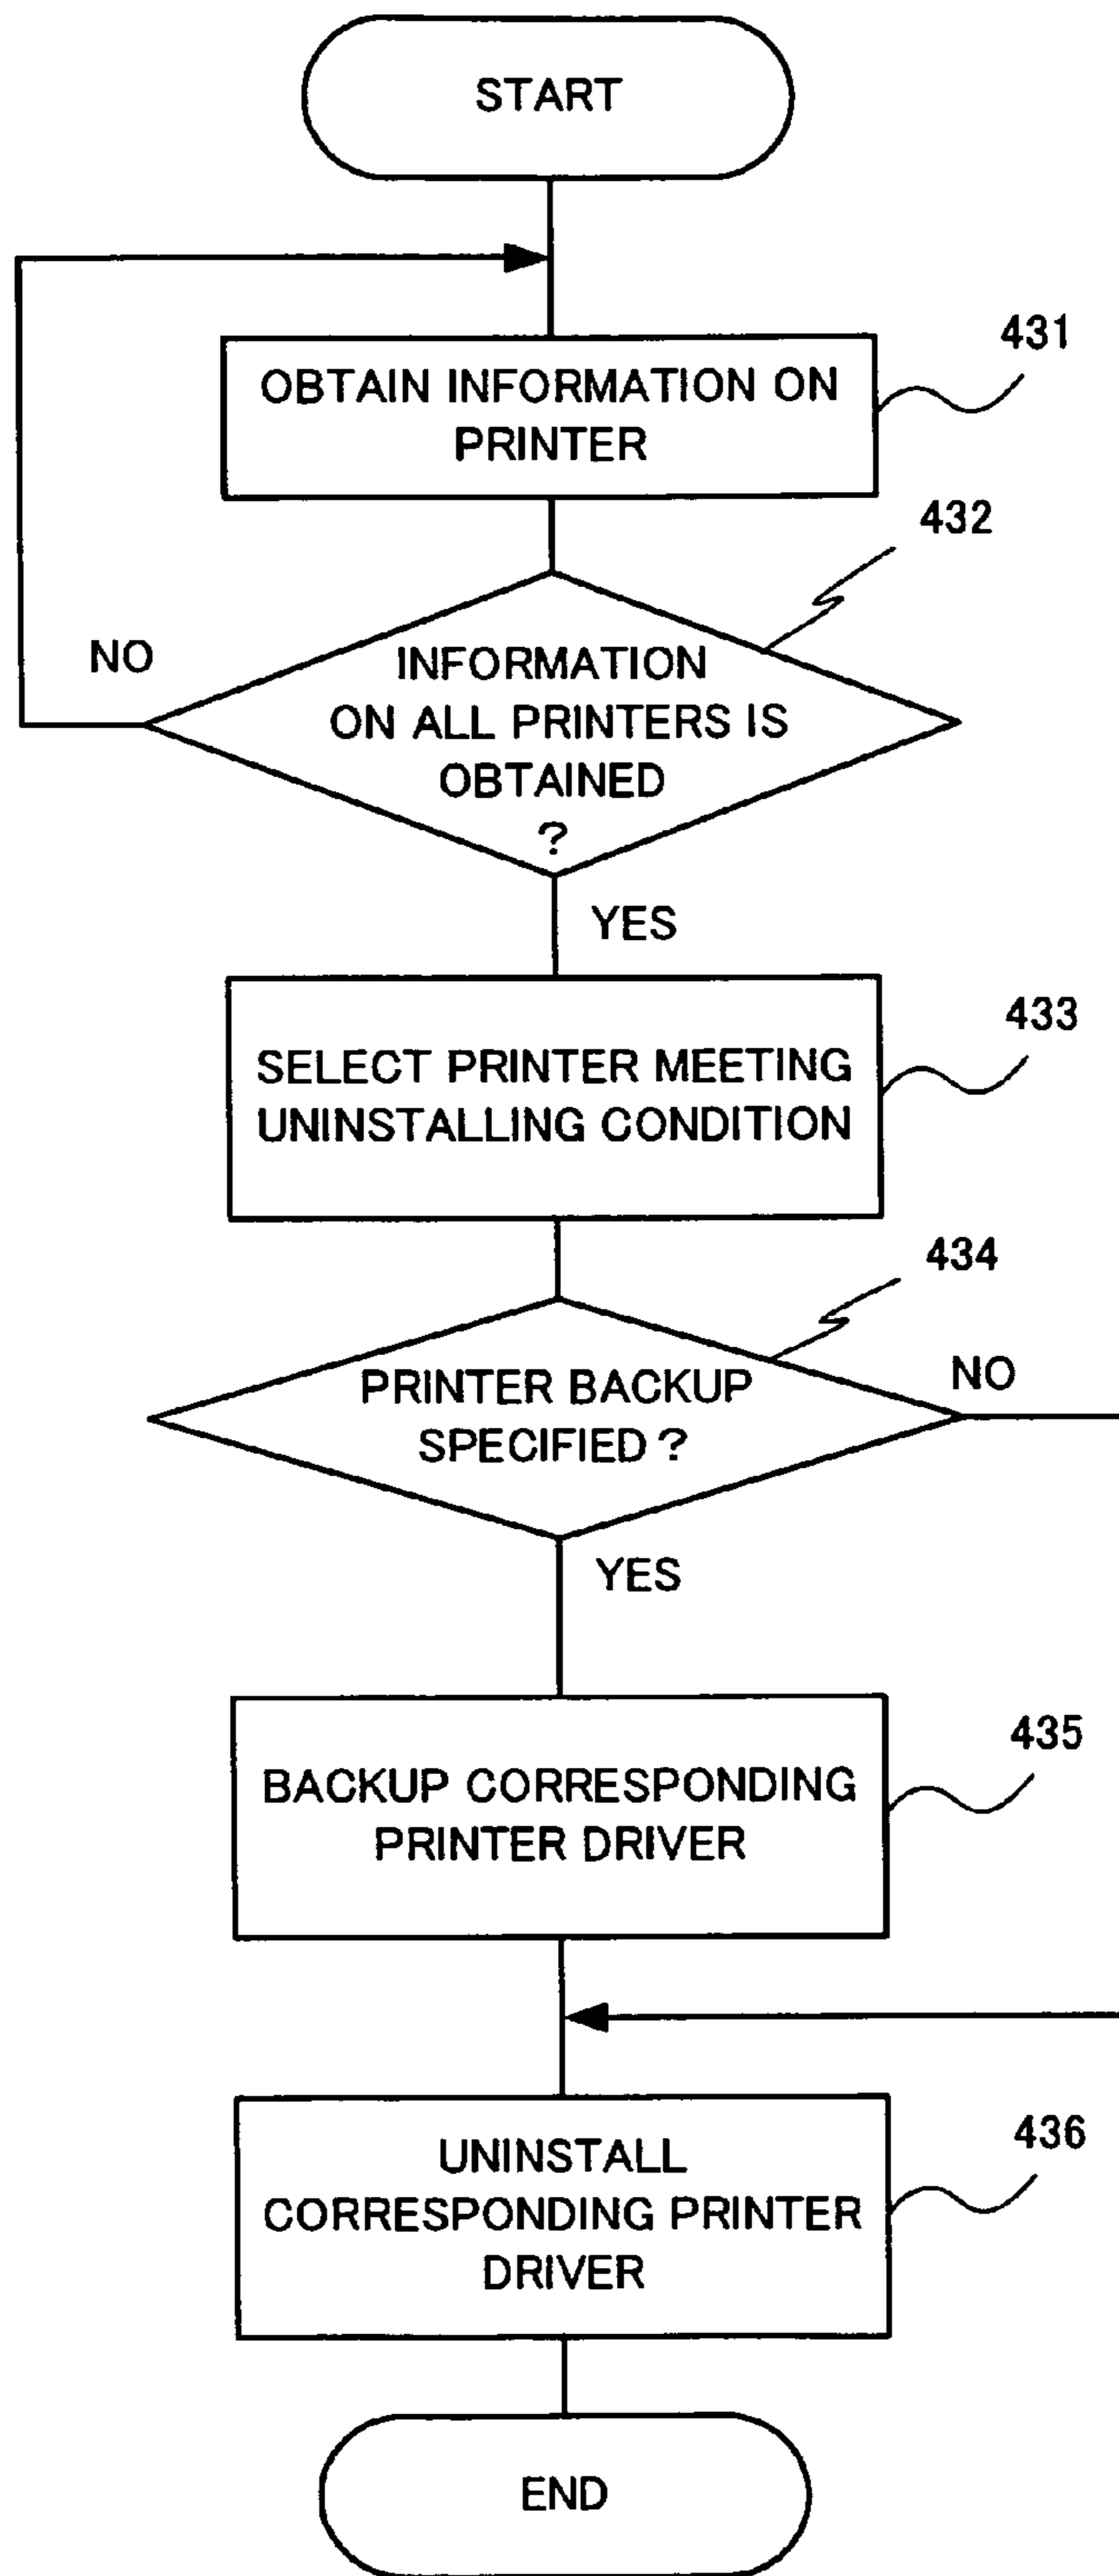 START
431
OBTAIN INFORMATION ON
PRINTER
432
NO
INFORMATION
ON ALL PRINTERS IS
OBTAINED
?
YES
433
SELECT PRINTER MEETING
UNINSTALLING CONDITION
434
NO
PRINTER BACKUP
SPECIFIED ?
YES
435
BACKUP CORRESPONDING
PRINTER DRIVER
436
UNINSTALL
CORRESPONDING PRINTER
DRIVER
END